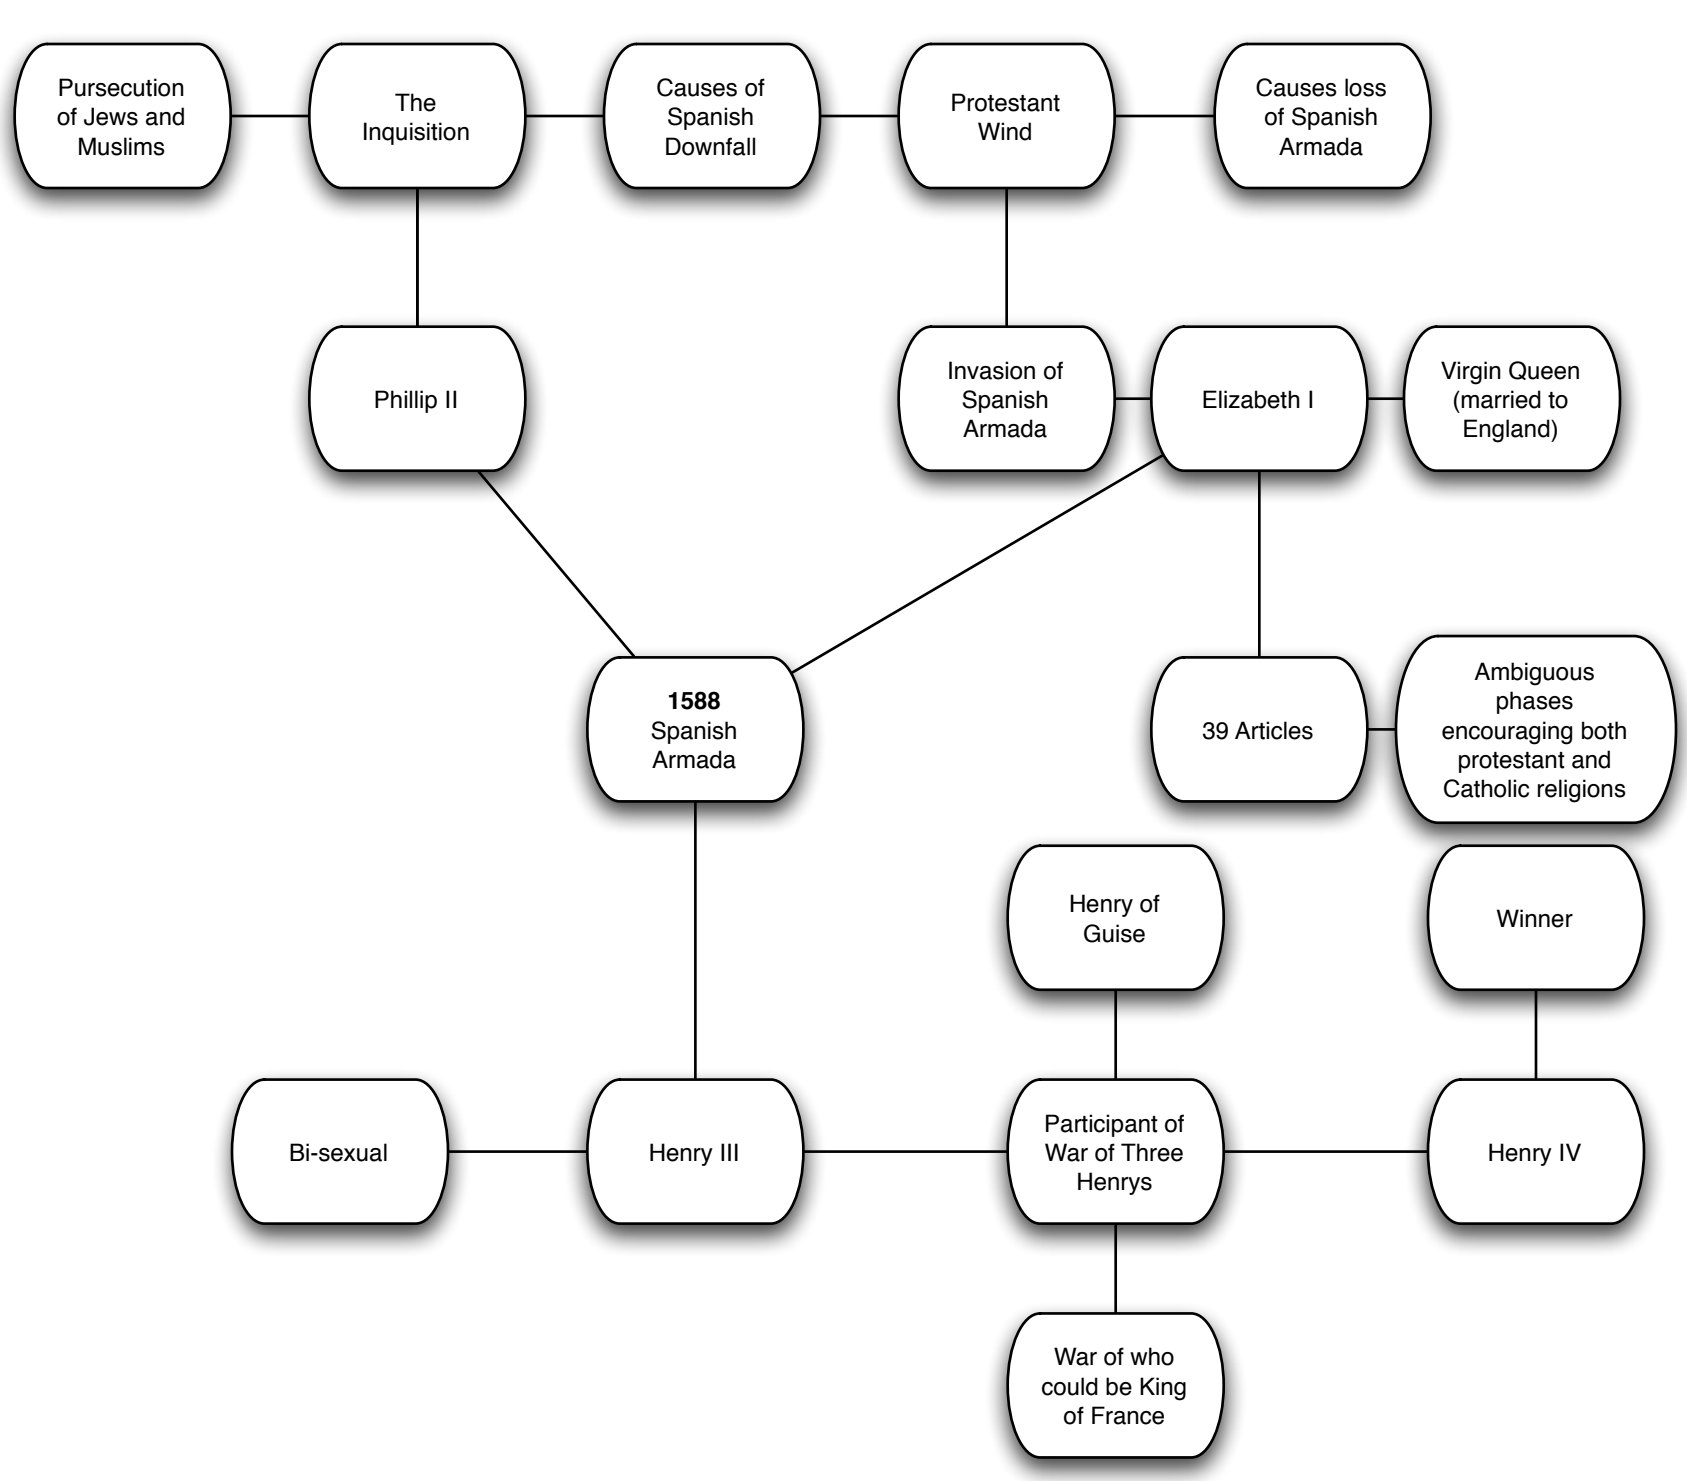 Pursecution
of Jews and
Muslims
The
Inquisition
Causes of
Spanish
Downfall
Protestant
Wind
Causes loss
of Spanish
Armada
Phillip II
Invasion of
Spanish
Armada
Elizabeth I
Virgin Queen
(married to
England)
1588
Spanish
Armada
39 Articles
Ambiguous
phases
encouraging both
protestant and
Catholic religions
Henry of
Guise
Winner
Bi-sexual
Henry III
Participant of
War of Three
Henrys
Henry IV
War of who
could be King
of France